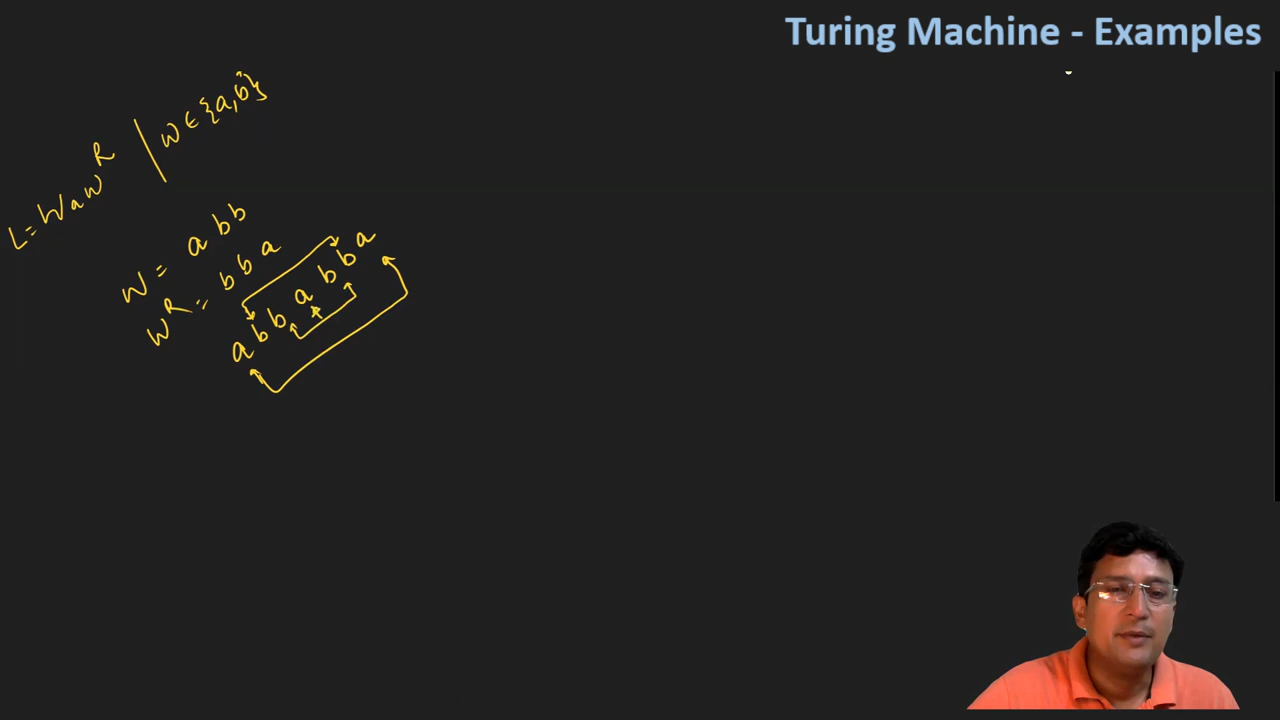 Turing Machine - Examples
L = WaW^R | W ∈ {a,b}
W = abb
W^R = bba
abbabba